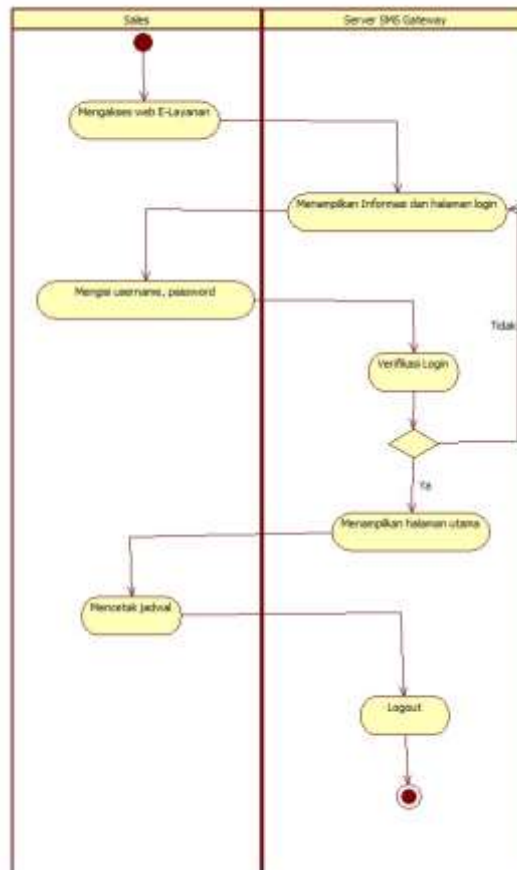 Sales
Server SMS Gateway
Mengakses web E-Layanan
Menampilkan Informasi dan halaman login
Mengisi username, password
Tidak
Verifikasi Login
Ya
Menampilkan halaman utama
Mencetak jadwal
Logout